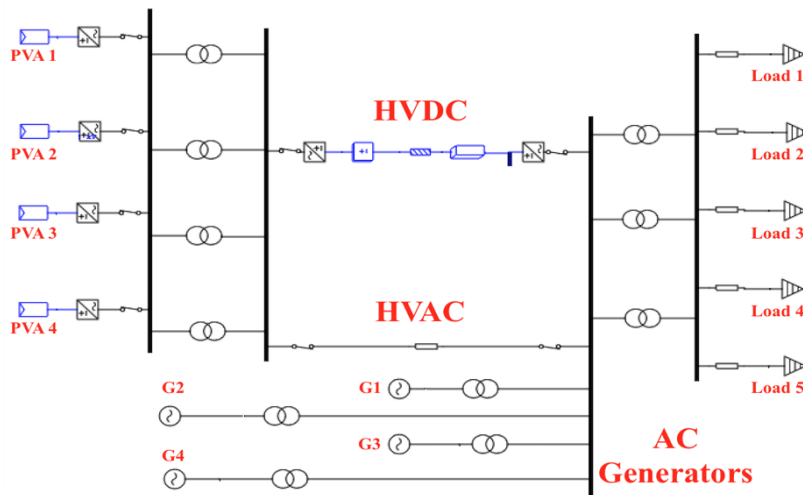 PVA 1
PVA 2
PVA 3
PVA 4
HVDC
HVAC
G1
G2
G3
G4
AC
Generators
Load 1
Load 2
Load 3
Load 4
Load 5